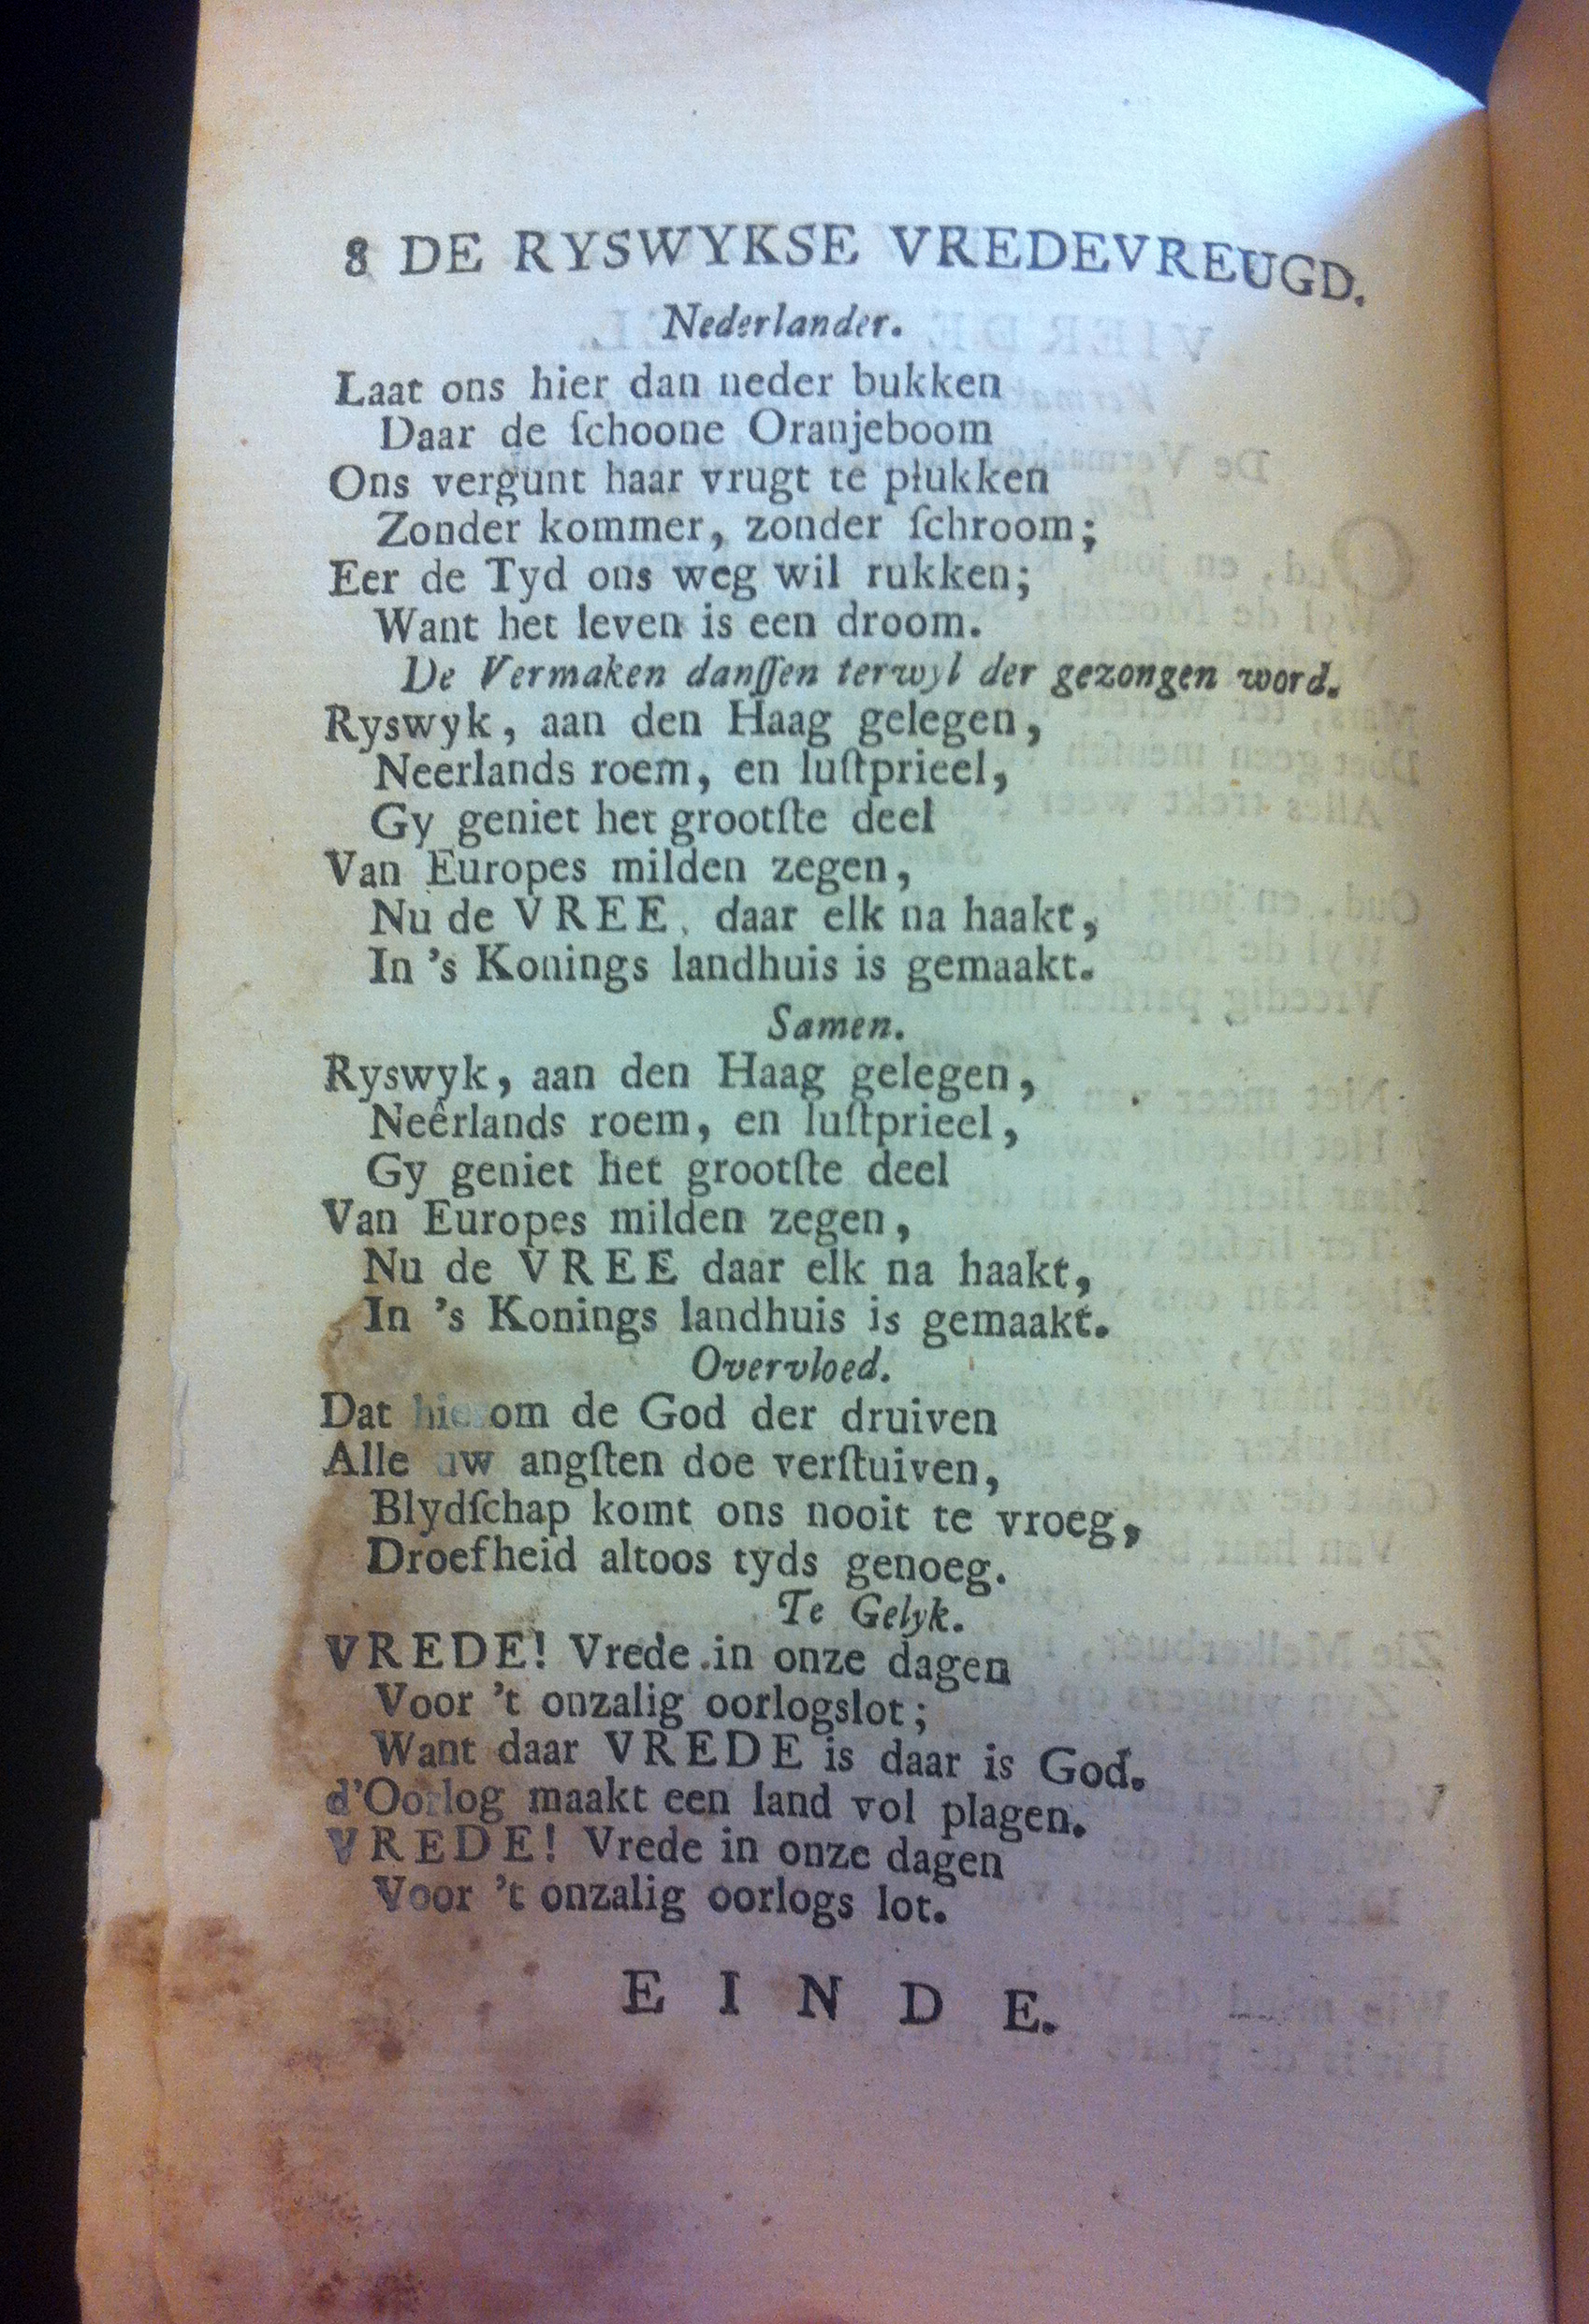 8 DE RYSWYKSE VREDEVREUGD.
Nederlander.
Laat ons hier dan neder bukken
Daar de ſchoone Oranjeboom
Ons vergunt haar vrugt te plukken
Zonder kommer, zonder ſchroom;
Eer de Tyd ons weg wil rukken;
Want het leven is een droom.
De Vermaken danſſen terwyl der gezongen word.
Ryswyk, aan den Haag gelegen,
Neerlands roem, en luſtprieel,
Gy geniet het grootſte deel
Van Europes milden zegen,
Nu de VREE, daar elk na haakt,
In 's Konings landhuis is gemaakt.
Samen.
Ryswyk, aan den Haag gelegen,
Neêrlands roem, en luſtprieel,
Gy geniet het grootſte deel
Van Europes milden zegen,
Nu de VREE daar elk na haakt,
In 's Konings landhuis is gemaakt.
Overvloed.
Dat hierom de God der druiven
Alle uw angſten doe verſtuiven,
Blydſchap komt ons nooit te vroeg,
Droefheid altoos tyds genoeg.
Te Gelyk.
VREDE! Vrede in onze dagen
Voor 't onzalig oorlogslot;
Want daar VREDE is daar is God.
d'Oorlog maakt een land vol plagen.
VREDE! Vrede in onze dagen
Voor 't onzalig oorlogs lot.
EINDE.